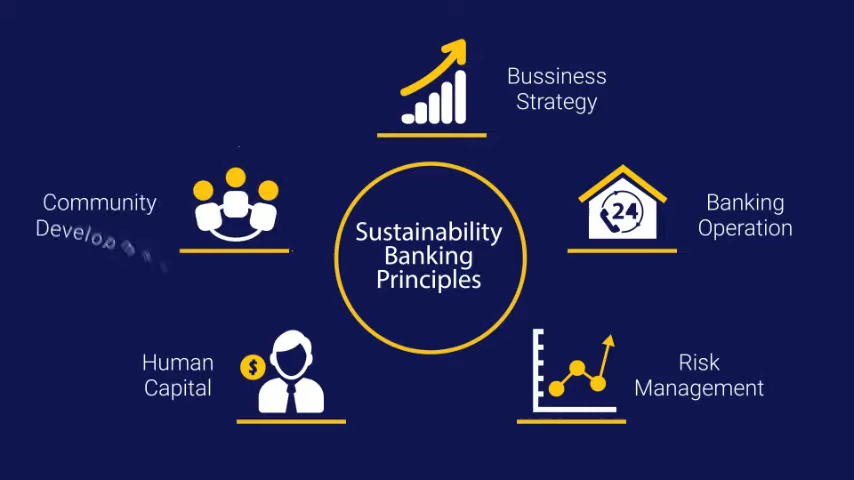 Bussiness
Strategy
Community
Banking
Operation
Sustainability
Banking
Principles
Human
Capital
$
24
Risk
Management